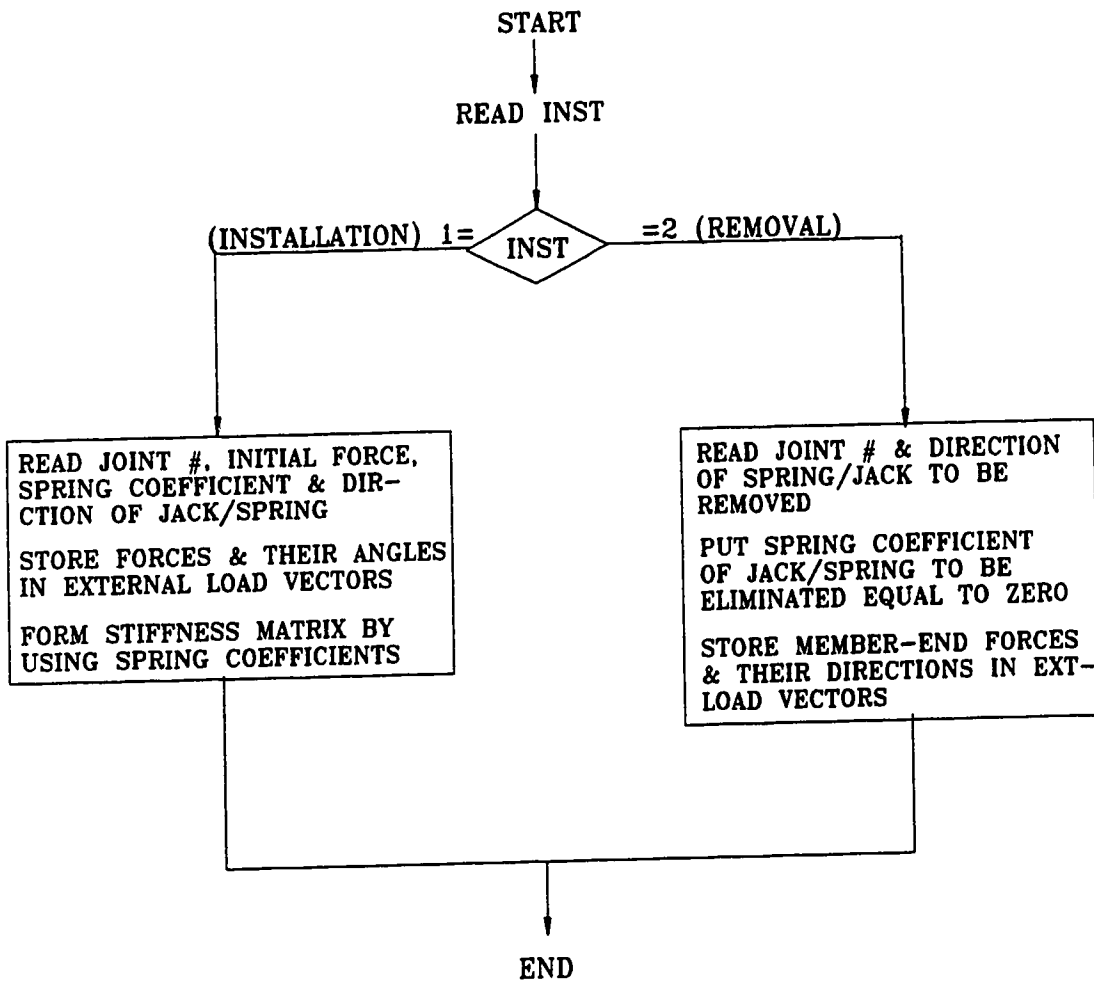 START
READ INST
(INSTALLATION) 1=
INST
=2 (REMOVAL)
READ JOINT #. INITIAL FORCE,
SPRING COEFFICIENT & DIR-
CTION OF JACK/SPRING
STORE FORCES & THEIR ANGLES
IN EXTERNAL LOAD VECTORS
FORM STIFFNESS MATRIX BY
USING SPRING COEFFICIENTS
READ JOINT # & DIRECTION
OF SPRING/JACK TO BE
REMOVED
PUT SPRING COEFFICIENT
OF JACK/SPRING TO BE
ELIMINATED EQUAL TO ZERO
STORE MEMBER-END FORCES
& THEIR DIRECTIONS IN EXT-
LOAD VECTORS
END